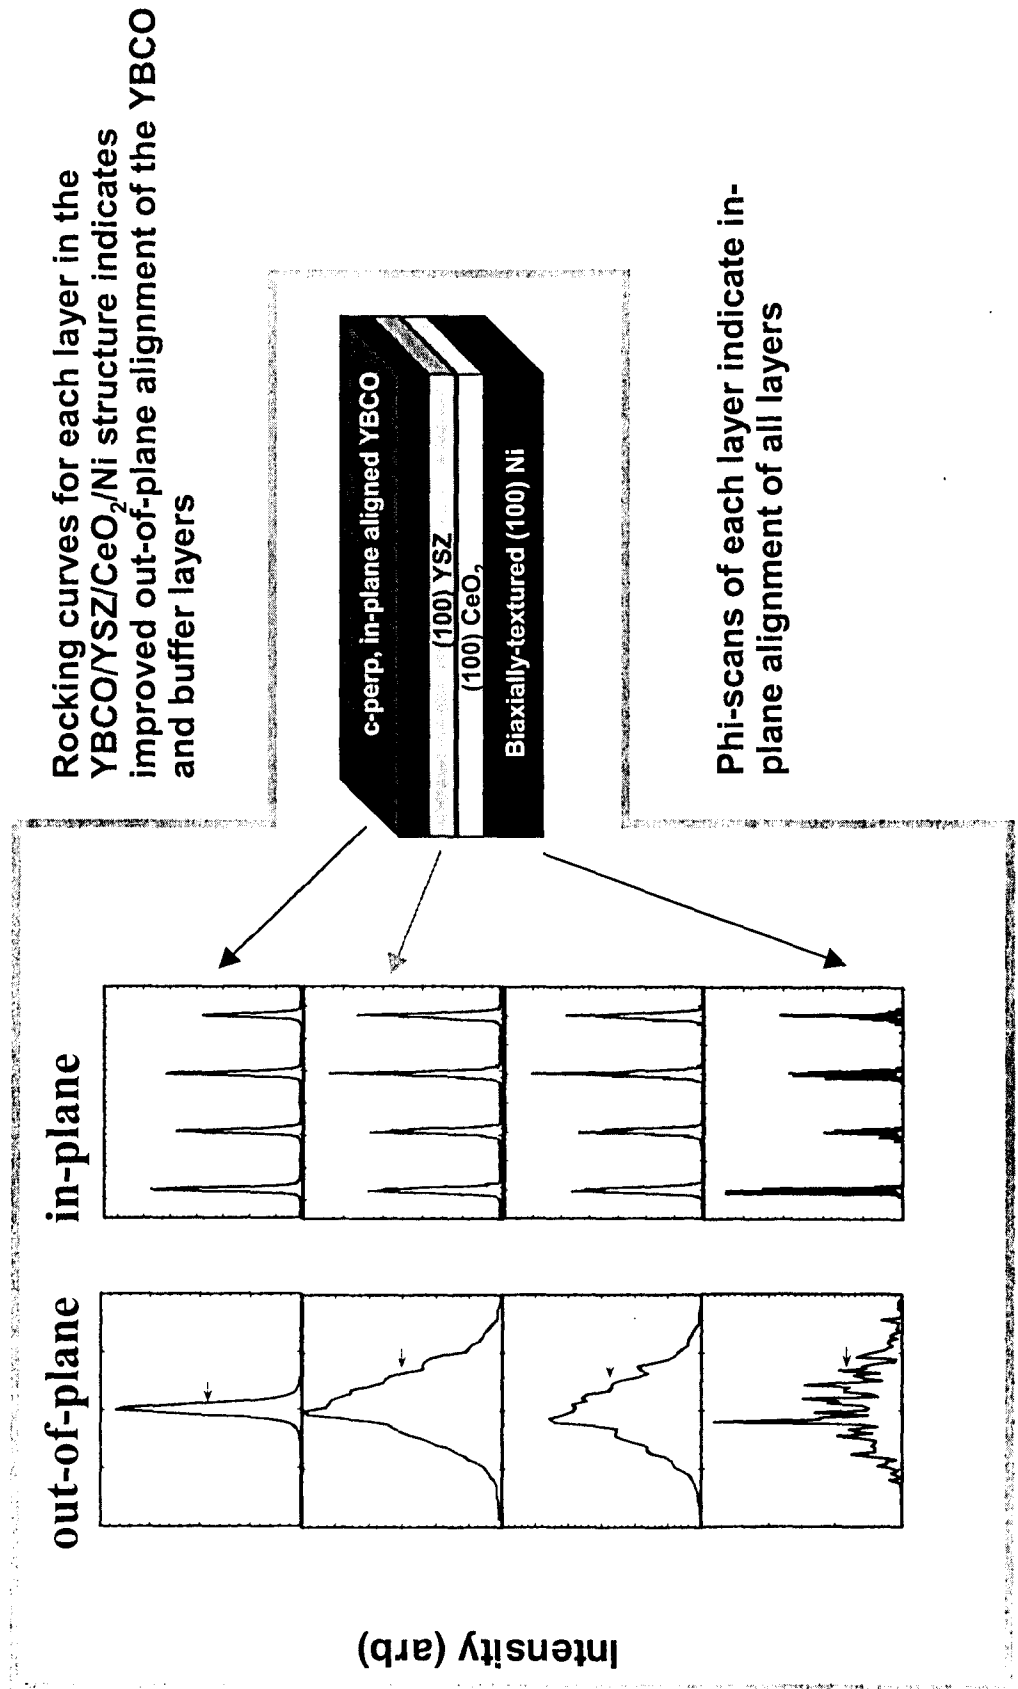 Rocking curves for each layer in the
YBCO/YSZ/CeO₂/Ni structure indicates
improved out-of-plane alignment of the YBCO
and buffer layers
out-of-plane
in-plane
Intensity (arb)
c-perp, in-plane aligned YBCO
(100) YSZ
(100) CeO₂
Biaxially-textured (100) Ni
Phi-scans of each layer indicate in-
plane alignment of all layers